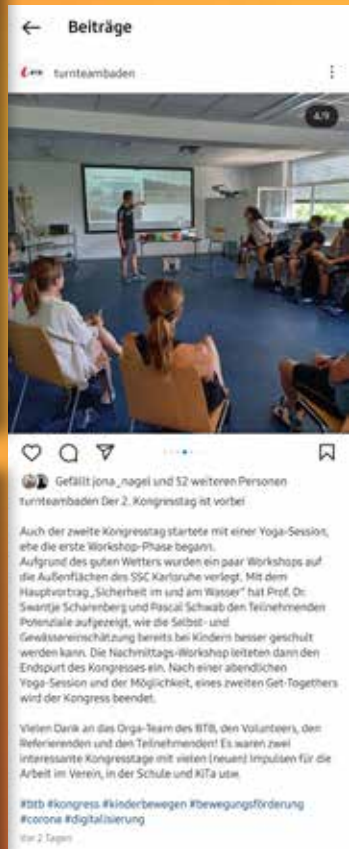 Beiträge
turnteambaden
4/9
Gefällt jona_nagel und 52 weiteren Personen
turnteambaden Der 2. Kongresstag ist vorbei
Auch der zweite Kongresstag startete mit einer Yoga-Session,
ehe die erste Workshop-Phase begann.
Aufgrund des guten Wetters wurden ein paar Workshops auf
die Außenflächen des SSC Karlsruhe verlegt. Mit dem
Hauptvortrag „Sicherheit im und am Wasser“ hat Prof. Dr.
Swantje Scharenberg und Pascal Schwab den Teilnehmenden
Potenziale aufgezeigt, wie die Selbst- und
Gewässereinschätzung bereits bei Kindern besser geschult
werden kann. Die Nachmittags-Workshop leiteten dann den
Endspurt des Kongresses ein. Nach einer abendlichen
Yoga-Session und der Möglichkeit, eines zweiten Get-Togethers
wird der Kongress beendet.
Vielen Dank an das Orga-Team des BTB, den Volunteers, den
Referierenden und den Teilnehmenden! Es waren zwei
interessante Kongresstage mit vielen (neuen) Impulsen für die
Arbeit im Verein, in der Schule und KiTa usw.
#btb #kongress #kinderbewegen #bewegungsförderung
#corona #digitalisierung
Vor 2 Tagen